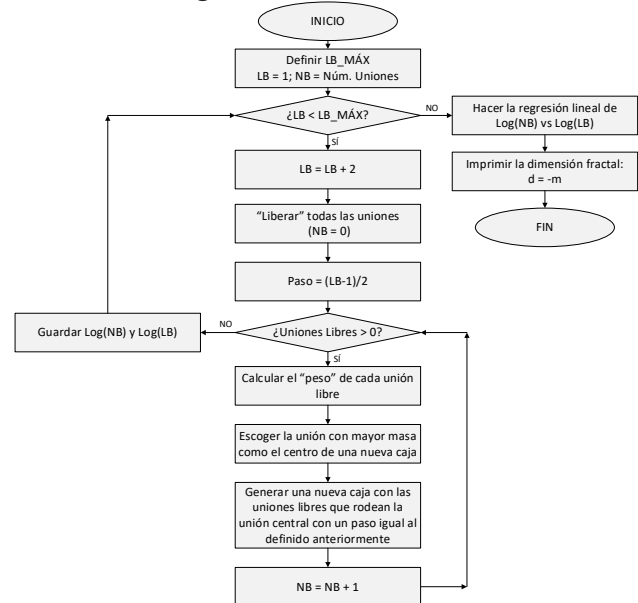 INICIO
Definir LB_MÁX
LB = 1; NB = Núm. Uniones
¿LB < LB_MÁX?
NO
SÍ
Hacer la regresión lineal de
Log(NB) vs Log(LB)
Imprimir la dimensión fractal:
d = -m
FIN
LB = LB + 2
“Liberar” todas las uniones
(NB = 0)
Paso = (LB-1)/2
¿Uniones Libres > 0?
NO
SÍ
Guardar Log(NB) y Log(LB)
Calcular el “peso” de cada unión
libre
Escoger la unión con mayor masa
como el centro de una nueva caja
Generar una nueva caja con las
uniones libres que rodean la
unión central con un paso igual al
definido anteriormente
NB = NB + 1